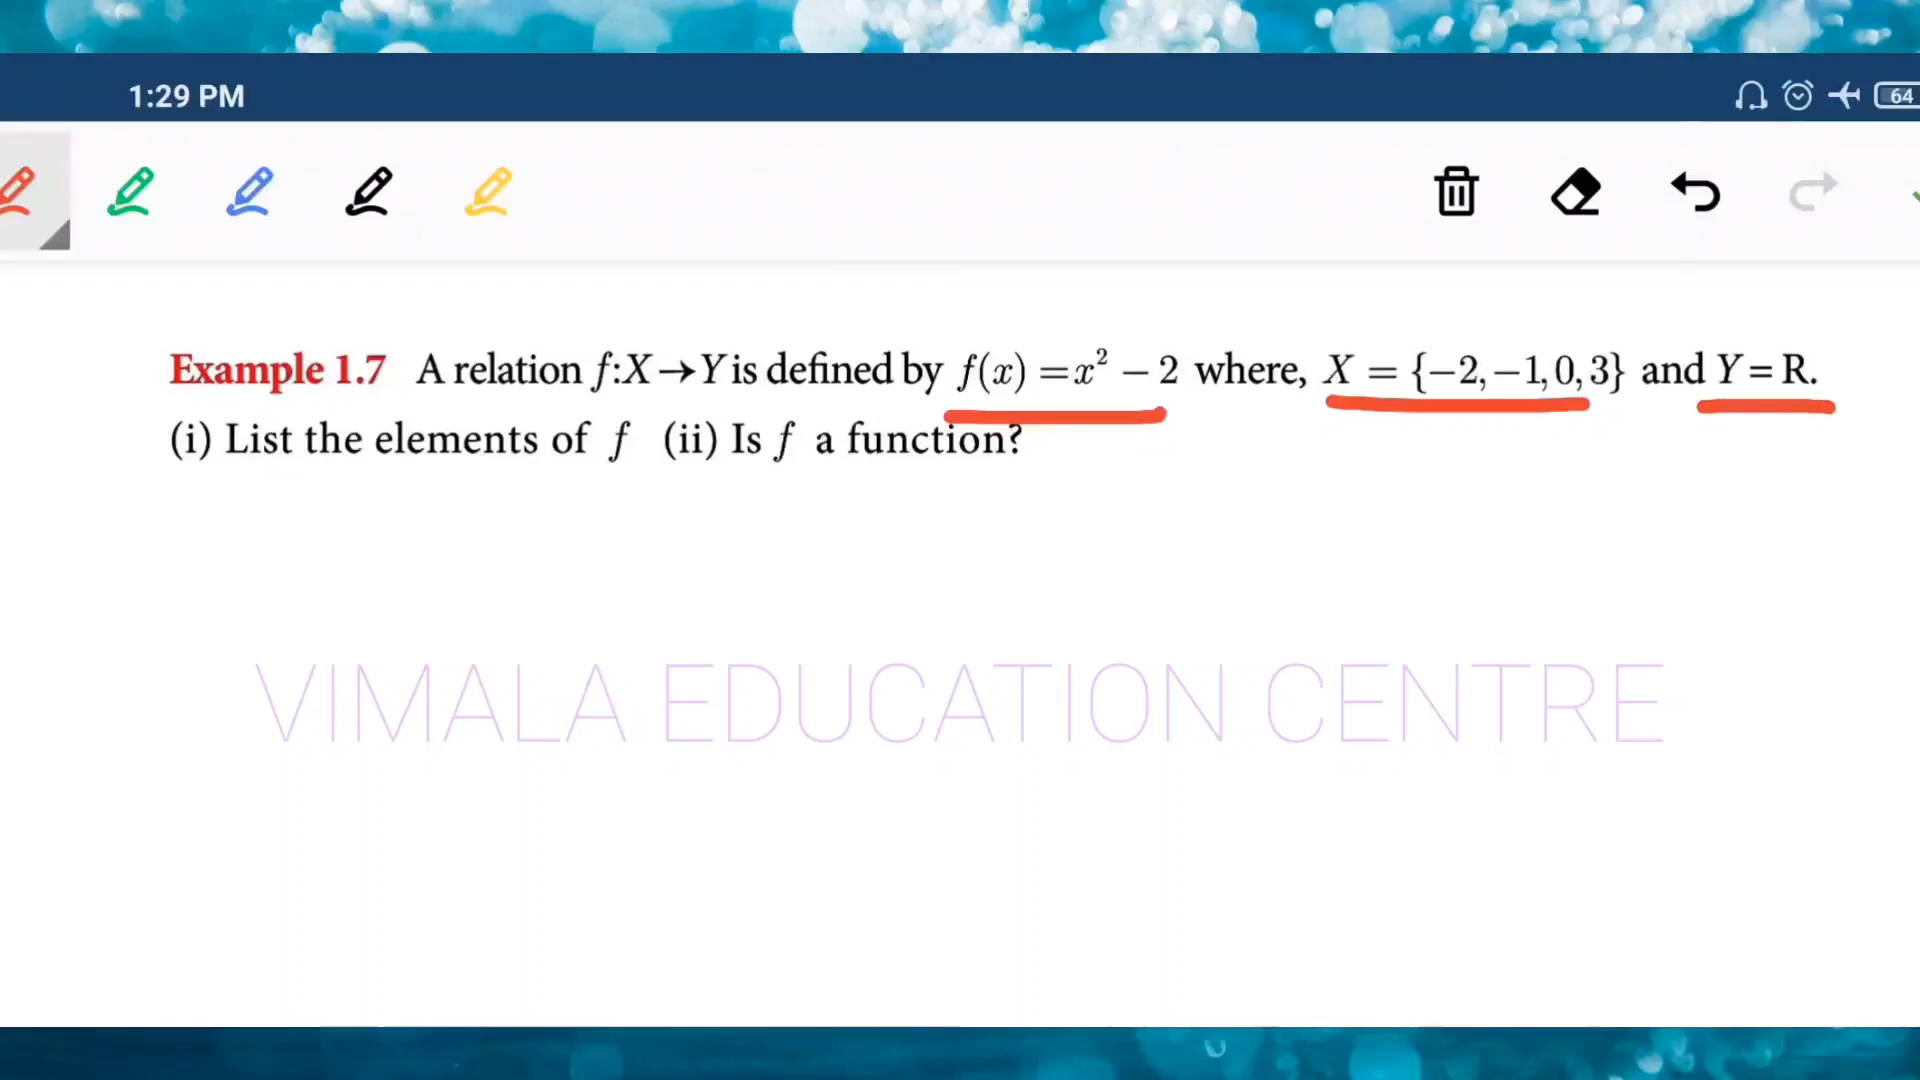 1:29 PM
64
Example 1.7 A relation f:X→Y is defined by f(x) = x² − 2 where, X = {−2, −1, 0, 3} and Y = R.
(i) List the elements of f (ii) Is f a function?
VIMALA EDUCATION CENTRE